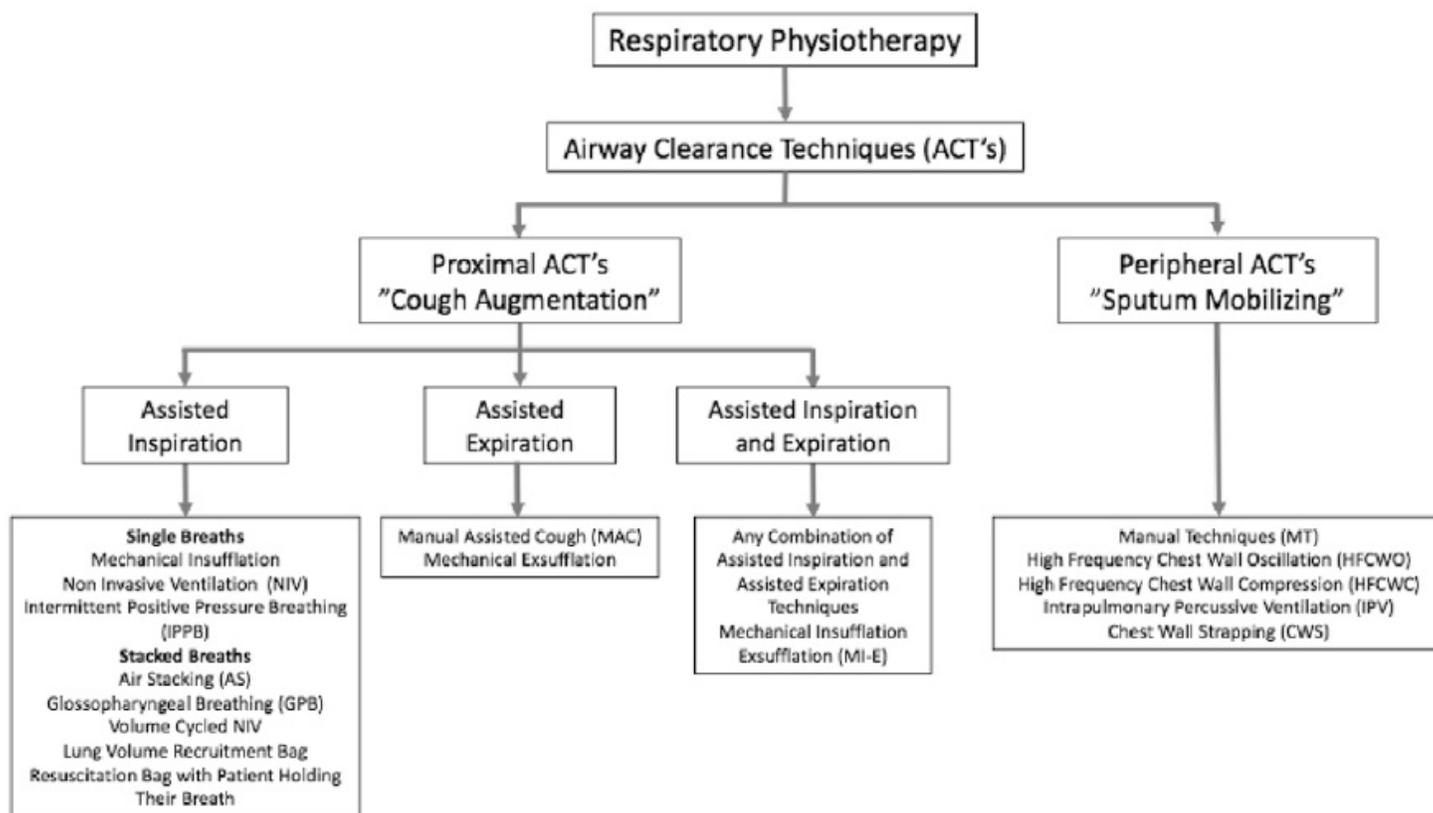 Respiratory Physiotherapy
Airway Clearance Techniques (ACT's)
Proximal ACT's
"Cough Augmentation"
Peripheral ACT's
"Sputum Mobilizing"
Assisted
Inspiration
Assisted
Expiration
Assisted Inspiration
and Expiration
Single Breaths
Mechanical Insufflation
Non Invasive Ventilation (NIV)
Intermittent Positive Pressure Breathing
(IPPB)
Stacked Breaths
Air Stacking (AS)
Glossopharyngeal Breathing (GPB)
Volume Cycled NIV
Lung Volume Recruitment Bag
Resuscitation Bag with Patient Holding
Their Breath
Manual Assisted Cough (MAC)
Mechanical Exsufflation
Any Combination of
Assisted Inspiration and
Assisted Expiration
Techniques
Mechanical Insufflation
Exsufflation (MI-E)
Manual Techniques (MT)
High Frequency Chest Wall Oscillation (HFCWO)
High Frequency Chest Wall Compression (HFCWC)
Intrapulmonary Percussive Ventilation (IPV)
Chest Wall Strapping (CWS)